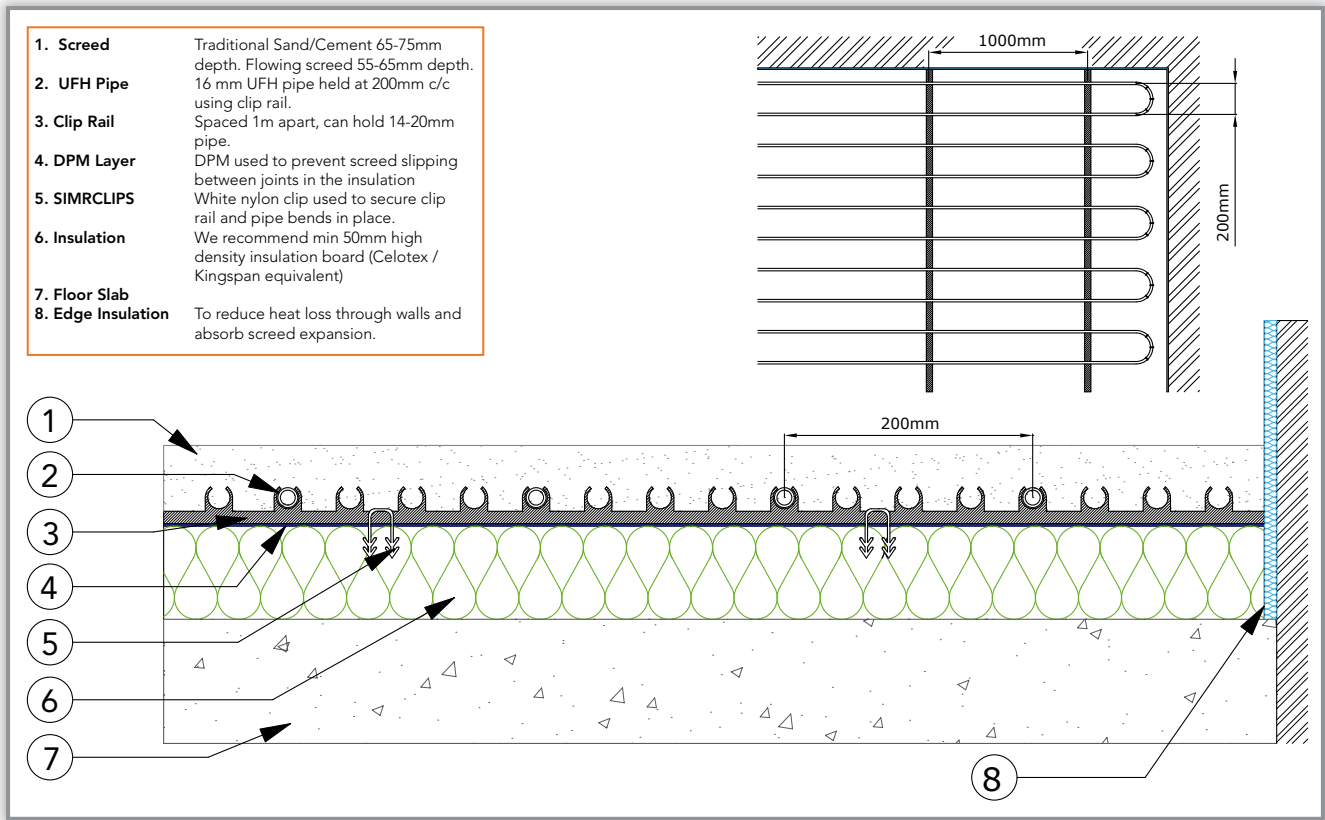 1. Screed Traditional Sand/Cement 65-75mm
depth. Flowing screed 55-65mm depth.
2. UFH Pipe 16 mm UFH pipe held at 200mm c/c
using clip rail.
3. Clip Rail Spaced 1m apart, can hold 14-20mm
pipe.
4. DPM Layer DPM used to prevent screed slipping
between joints in the insulation
5. SIMRCLIPS White nylon clip used to secure clip
rail and pipe bends in place.
6. Insulation We recommend min 50mm high
density insulation board (Celotex /
Kingspan equivalent)
7. Floor Slab
8. Edge Insulation To reduce heat loss through walls and
absorb screed expansion.
1000mm
200mm
200mm
1
2
3
4
5
6
7
8